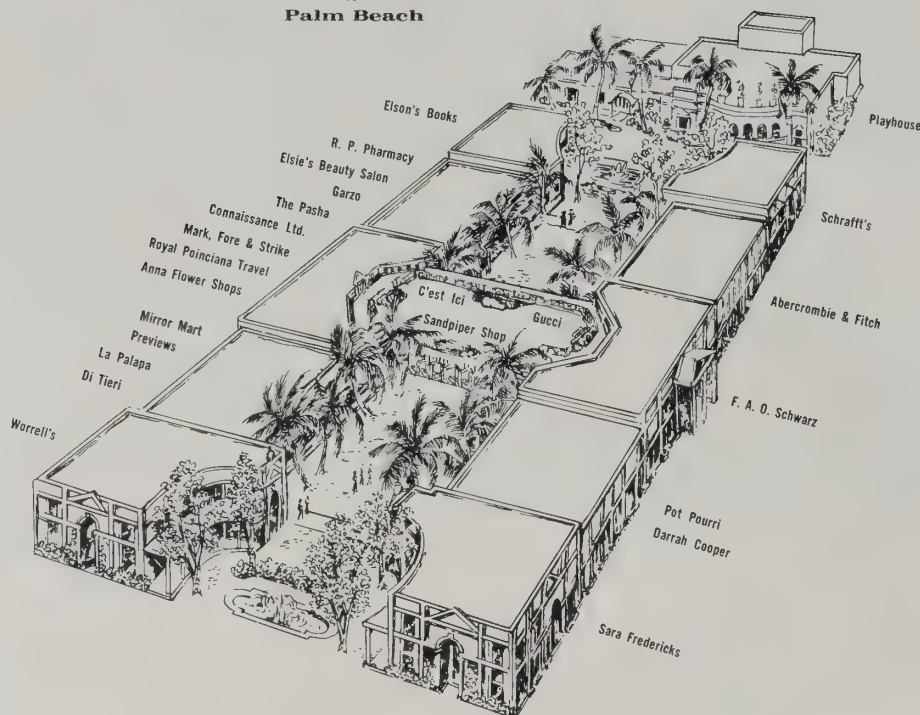 Palm Beach
Elson's Books
Playhouse
R. P. Pharmacy
Elsie's Beauty Salon
Garzo
The Pasha
Connaissance Ltd.
Mark, Fore & Strike
Royal Poinciana Travel
Anna Flower Shops
Schrafft's
C'est Ici
Gucci
Sandpiper Shop
Abercrombie & Fitch
Mirror Mart
Previews
La Palapa
Di Tieri
F. A. O. Schwarz
Worrell's
Pot Pourri
Darrah Cooper
Sara Fredericks